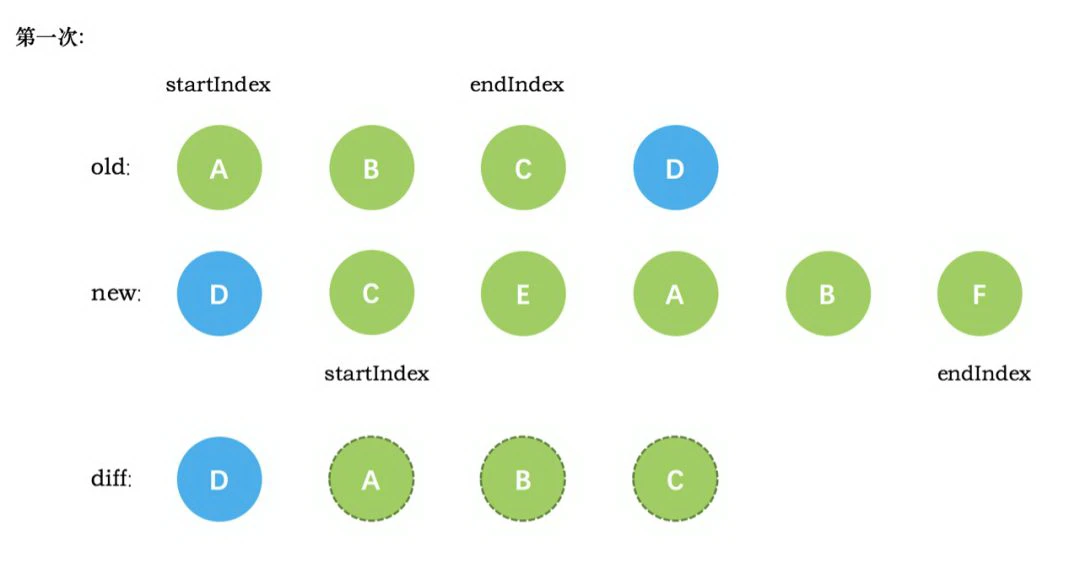 第一次:
startIndex endIndex
old: A B C D
new: D C E A B F
startIndex endIndex
diff: D A B C